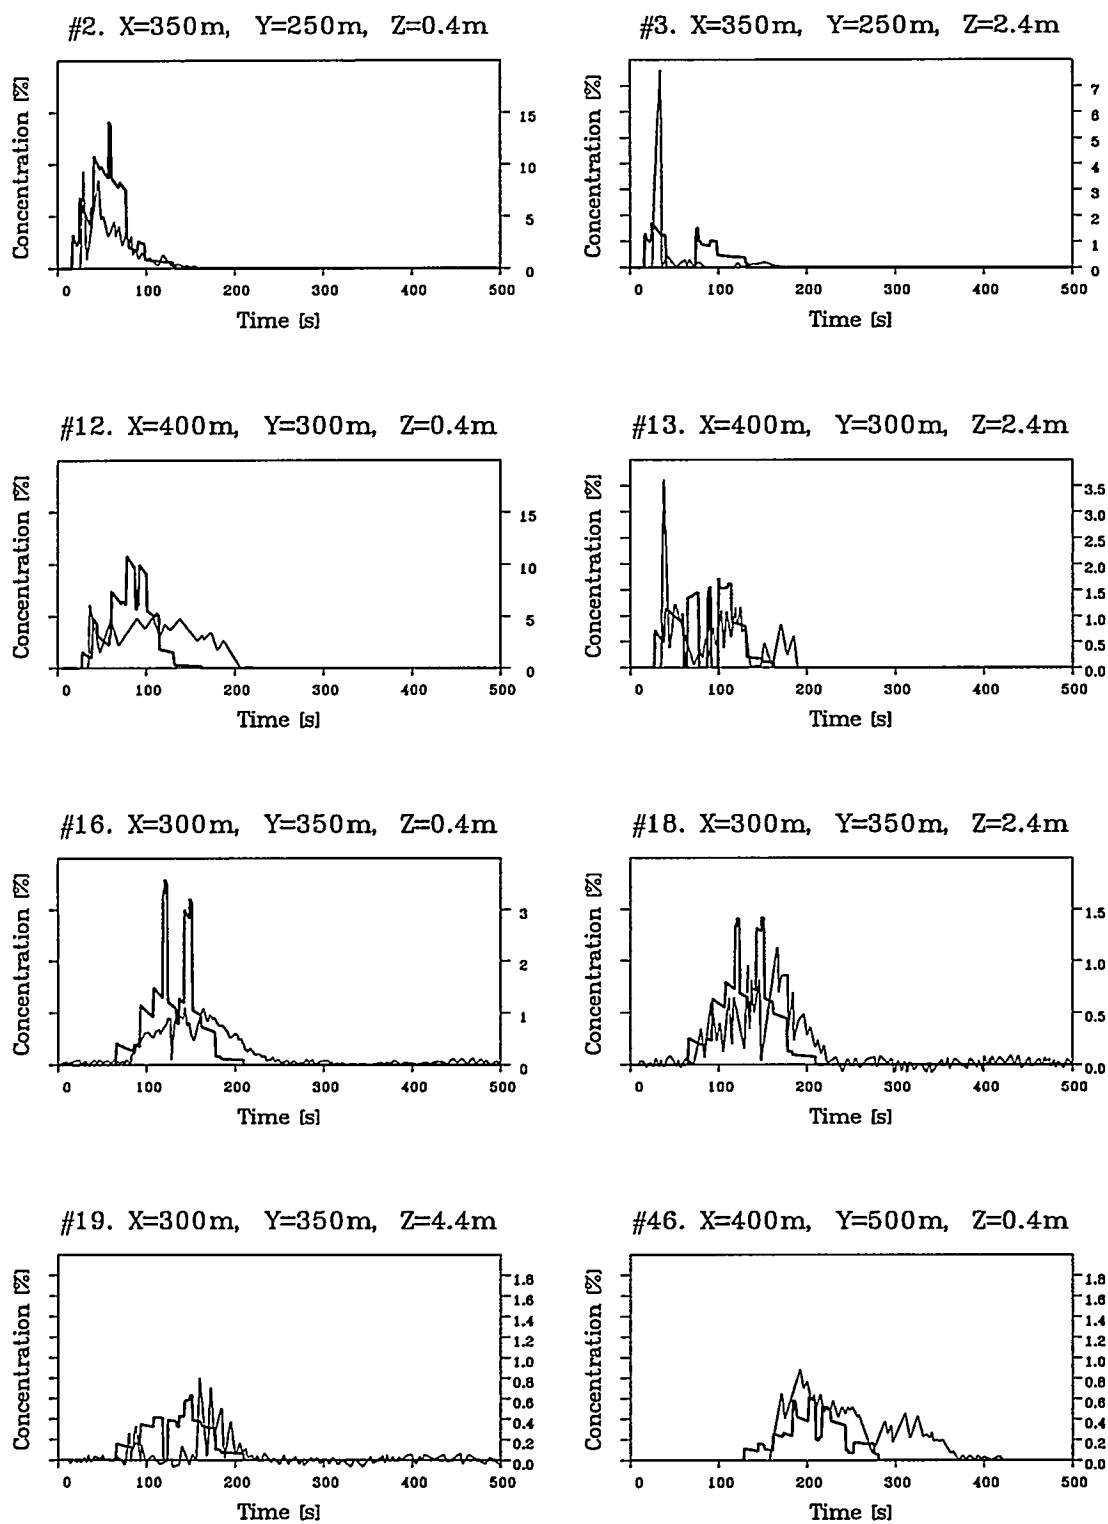 #2. X=350m, Y=250m, Z=0.4m
Concentration [%]
15
10
5
0
0 100 200 300 400 500
Time [s]
#3. X=350m, Y=250m, Z=2.4m
Concentration [%]
7
6
5
4
3
2
1
0
0 100 200 300 400 500
Time [s]
#12. X=400m, Y=300m, Z=0.4m
Concentration [%]
15
10
5
0
0 100 200 300 400 500
Time [s]
#13. X=400m, Y=300m, Z=2.4m
Concentration [%]
3.5
3.0
2.5
2.0
1.5
1.0
0.5
0.0
0 100 200 300 400 500
Time [s]
#16. X=300m, Y=350m, Z=0.4m
Concentration [%]
3
2
1
0
0 100 200 300 400 500
Time [s]
#18. X=300m, Y=350m, Z=2.4m
Concentration [%]
1.5
1.0
0.5
0.0
0 100 200 300 400 500
Time [s]
#19. X=300m, Y=350m, Z=4.4m
Concentration [%]
1.8
1.6
1.4
1.2
1.0
0.8
0.6
0.4
0.2
0.0
0 100 200 300 400 500
Time [s]
#46. X=400m, Y=500m, Z=0.4m
Concentration [%]
1.8
1.6
1.4
1.2
1.0
0.8
0.6
0.4
0.2
0.0
0 100 200 300 400 500
Time [s]